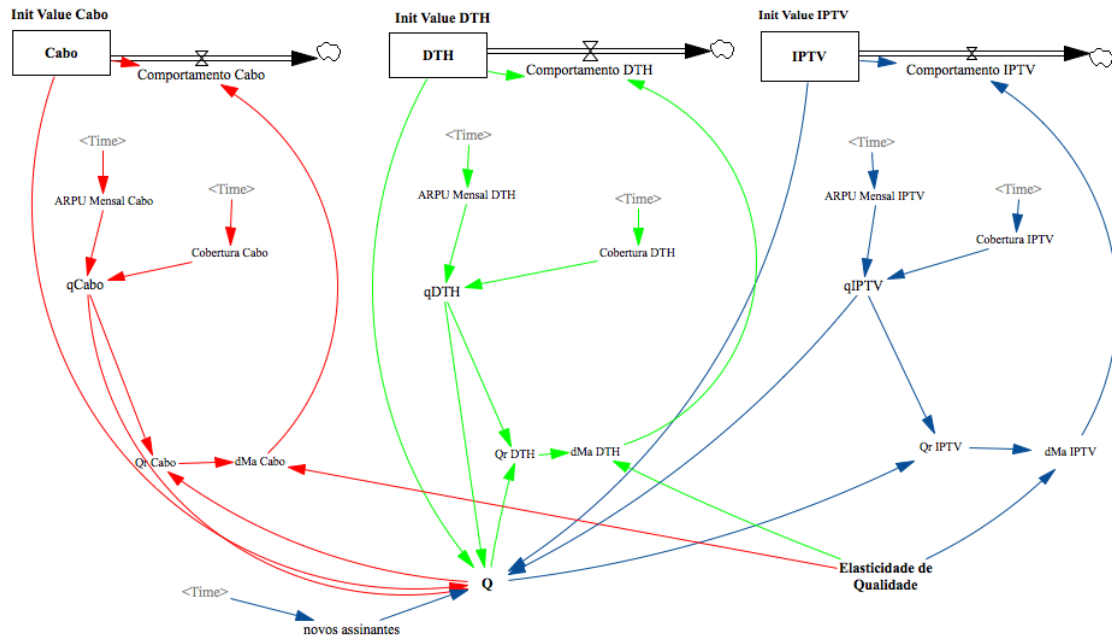 Init Value Cabo
Init Value DTH
Init Value IPTV
Cabo
DTH
IPTV
Comportamento Cabo
Comportamento DTH
Comportamento IPTV
<Time>
<Time>
<Time>
ARPU Mensal Cabo
ARPU Mensal DTH
ARPU Mensal IPTV
<Time>
<Time>
<Time>
Cobertura Cabo
Cobertura DTH
Cobertura IPTV
qCabo
qDTH
qIPTV
Qr Cabo
dMa Cabo
Qr DTH
dMa DTH
Qr IPTV
dMa IPTV
Elasticidade de
Qualidade
Q
<Time>
novos assinantes